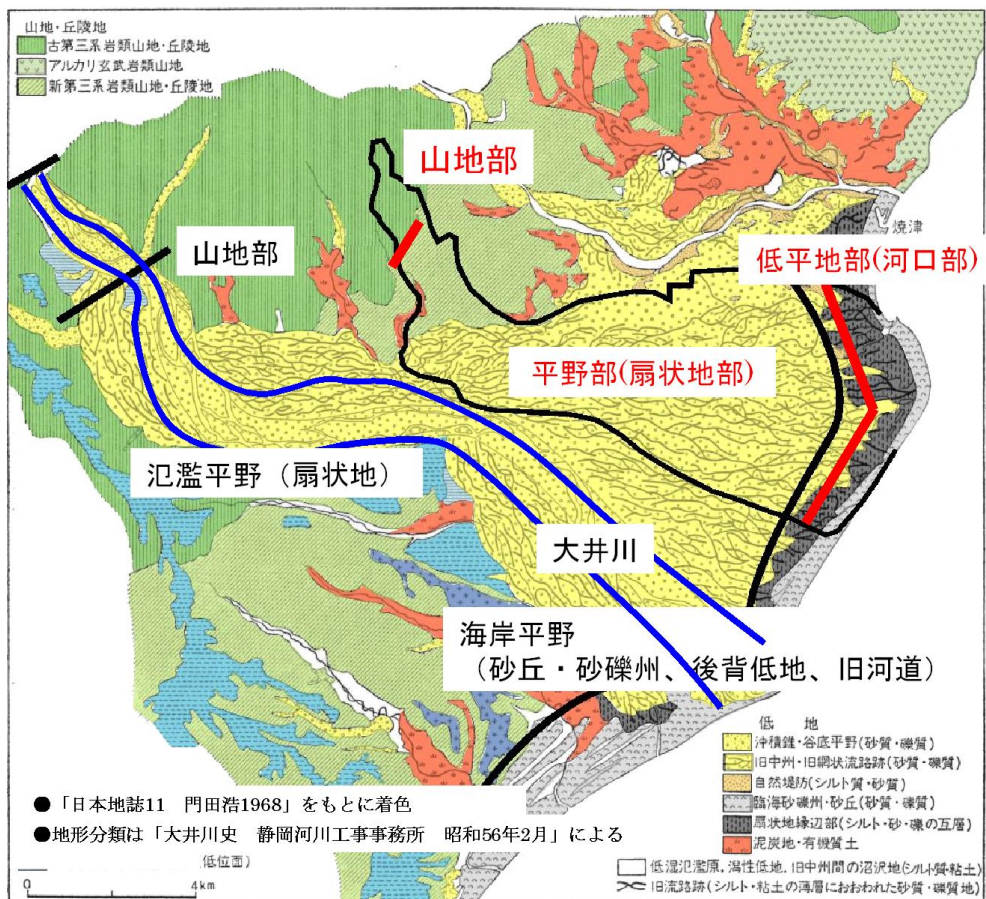 山地・丘陵地
古第三系岩類山地・丘陵地
アルカリ玄武岩類山地
新第三系岩類山地・丘陵地
山地部
焼津
山地部
低平地部(河口部)
平野部(扇状地部)
氾濫平野（扇状地）
大井川
海岸平野
（砂丘・砂礫州、後背低地、旧河道）
低地
沖積錐・谷底平野(砂質・礫質)
旧中州・旧網状流路跡(砂質・礫質)
自然堤防(シルト質・砂質)
臨海砂礫州・砂丘(砂質・礫質)
扇状地縁辺部(シルト・砂・礫の互層)
泥炭地・有機質土
低湿氾濫原，潟性低地，旧中州間の沼沢地(シルト質・粘土)
旧流路跡(シルト・粘土の薄層におおわれた砂質・礫質地)
●「日本地誌11　門田浩1968」をもとに着色
●地形分類は「大井川史　静岡河川工事事務所　昭和56年2月」による
低位面)
0 4km